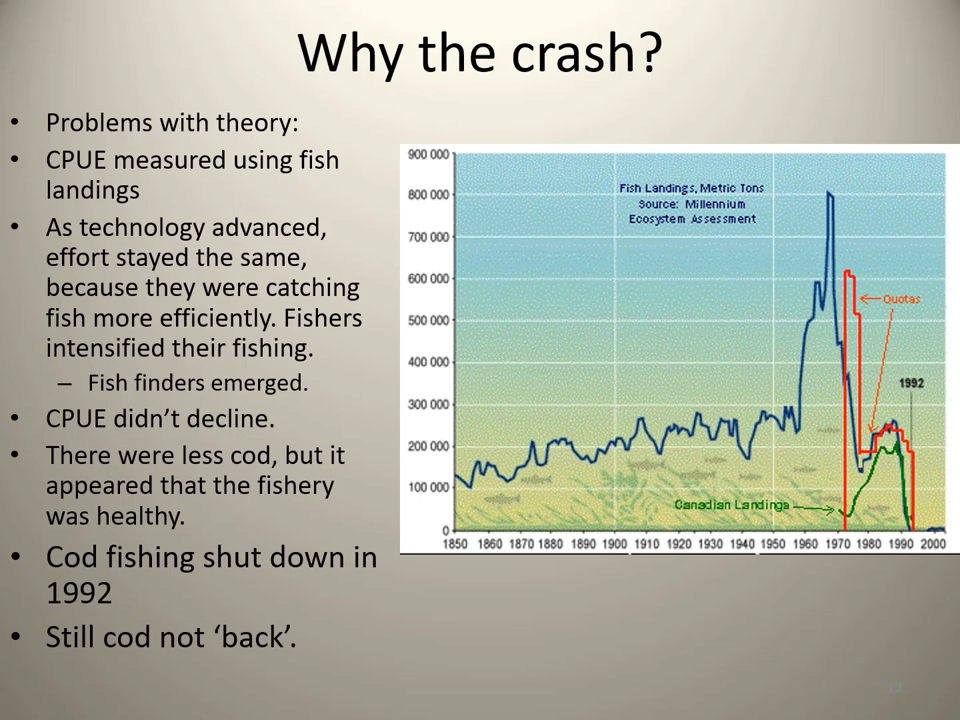 Why the crash?
• Problems with theory:
• CPUE measured using fish
landings
• As technology advanced,
effort stayed the same,
because they were catching
fish more efficiently. Fishers
intensified their fishing.
– Fish finders emerged.
• CPUE didn’t decline.
• There were less cod, but it
appeared that the fishery
was healthy.
• Cod fishing shut down in
1992
• Still cod not ‘back’.
900 000
800 000
700 000
600 000
500 000
400 000
300 000
200 000
100 000
0
Fish Landings, Metric Tons
Source: Millennium
Ecosystem Assessment
Quotas
1992
Canadian Landings
1850 1860 1870 1880 1890 1900 1910 1920 1930 1940 1950 1960 1970 1980 1990 2000